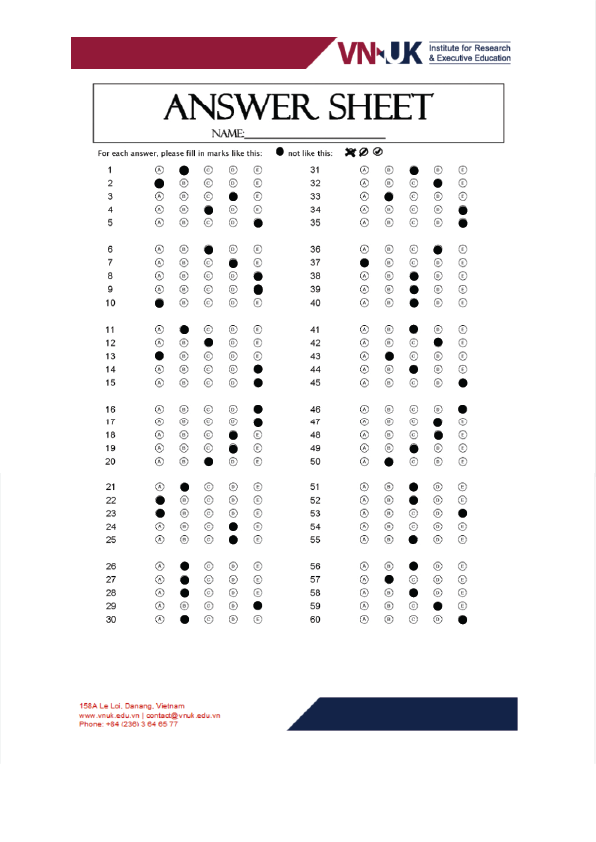 VN UK Institute for Research
& Executive Education
ANSWER SHEET
NAME:____________________
For each answer, please fill in marks like this: ● not like this:
1 Ⓐ ● Ⓒ Ⓓ Ⓔ
2 ● Ⓑ Ⓒ Ⓓ Ⓔ
3 Ⓐ Ⓑ Ⓒ ● Ⓔ
4 Ⓐ Ⓑ ● Ⓓ Ⓔ
5 Ⓐ Ⓑ Ⓒ Ⓓ ●
6 Ⓐ Ⓑ ● Ⓓ Ⓔ
7 Ⓐ Ⓑ Ⓒ ● Ⓔ
8 Ⓐ Ⓑ Ⓒ Ⓓ ●
9 Ⓐ Ⓑ Ⓒ Ⓓ ●
10 ● Ⓑ Ⓒ Ⓓ Ⓔ
11 Ⓐ ● Ⓒ Ⓓ Ⓔ
12 Ⓐ Ⓑ ● Ⓓ Ⓔ
13 ● Ⓑ Ⓒ Ⓓ Ⓔ
14 Ⓐ Ⓑ Ⓒ Ⓓ ●
15 Ⓐ Ⓑ Ⓒ Ⓓ ●
16 Ⓐ Ⓑ Ⓒ Ⓓ ●
17 Ⓐ Ⓑ Ⓒ Ⓓ ●
18 Ⓐ Ⓑ Ⓒ ● Ⓔ
19 Ⓐ Ⓑ Ⓒ ● Ⓔ
20 Ⓐ Ⓑ ● Ⓓ Ⓔ
21 Ⓐ ● Ⓒ Ⓓ Ⓔ
22 ● Ⓑ Ⓒ Ⓓ Ⓔ
23 ● Ⓑ Ⓒ Ⓓ Ⓔ
24 Ⓐ Ⓑ Ⓒ ● Ⓔ
25 Ⓐ Ⓑ Ⓒ ● Ⓔ
26 Ⓐ ● Ⓒ Ⓓ Ⓔ
27 Ⓐ ● Ⓒ Ⓓ Ⓔ
28 Ⓐ ● Ⓒ Ⓓ Ⓔ
29 Ⓐ Ⓑ Ⓒ Ⓓ ●
30 Ⓐ ● Ⓒ Ⓓ Ⓔ
31 Ⓐ Ⓑ ● Ⓓ Ⓔ
32 Ⓐ Ⓑ Ⓒ ● Ⓔ
33 Ⓐ ● Ⓒ Ⓓ Ⓔ
34 Ⓐ Ⓑ Ⓒ Ⓓ ●
35 Ⓐ Ⓑ Ⓒ Ⓓ ●
36 Ⓐ Ⓑ Ⓒ ● Ⓔ
37 ● Ⓑ Ⓒ Ⓓ Ⓔ
38 Ⓐ Ⓑ ● Ⓓ Ⓔ
39 Ⓐ Ⓑ ● Ⓓ Ⓔ
40 Ⓐ Ⓑ ● Ⓓ Ⓔ
41 Ⓐ Ⓑ ● Ⓓ Ⓔ
42 Ⓐ Ⓑ Ⓒ ● Ⓔ
43 Ⓐ ● Ⓒ Ⓓ Ⓔ
44 Ⓐ Ⓑ ● Ⓓ Ⓔ
45 Ⓐ Ⓑ Ⓒ Ⓓ ●
46 Ⓐ Ⓑ Ⓒ Ⓓ ●
47 Ⓐ Ⓑ Ⓒ ● Ⓔ
48 Ⓐ Ⓑ Ⓒ ● Ⓔ
49 Ⓐ Ⓑ ● Ⓓ Ⓔ
50 Ⓐ ● Ⓒ Ⓓ Ⓔ
51 Ⓐ Ⓑ ● Ⓓ Ⓔ
52 Ⓐ Ⓑ ● Ⓓ Ⓔ
53 Ⓐ Ⓑ Ⓒ Ⓓ ●
54 Ⓐ Ⓑ Ⓒ Ⓓ Ⓔ
55 Ⓐ Ⓑ ● Ⓓ Ⓔ
56 Ⓐ Ⓑ ● Ⓓ Ⓔ
57 Ⓐ ● Ⓒ Ⓓ Ⓔ
58 Ⓐ Ⓑ ● Ⓓ Ⓔ
59 Ⓐ Ⓑ Ⓒ ● Ⓔ
60 Ⓐ Ⓑ Ⓒ Ⓓ ●
158A Le Loi, Danang, Vietnam
www.vnuk.edu.vn | contact@vnuk.edu.vn
Phone: +84 (236) 3 64 65 77